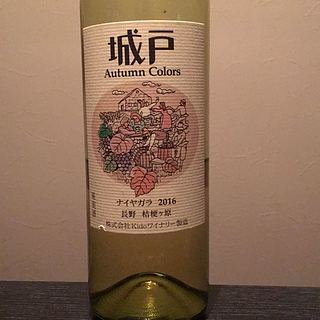 城戸
Autumn Colors
ナイヤガラ 2016
長野 桔梗ヶ原
株式会社Kidoワイナリー製造